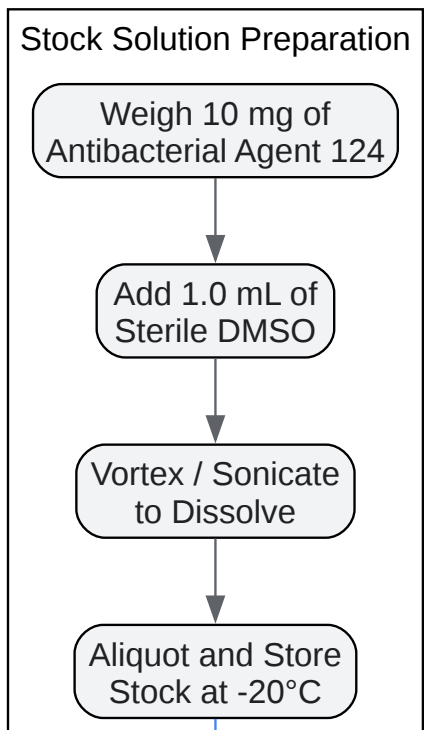 Stock Solution Preparation
Weigh 10 mg of
Antibacterial Agent 124
Add 1.0 mL of
Sterile DMSO
Vortex / Sonicate
to Dissolve
Aliquot and Store
Stock at -20°C